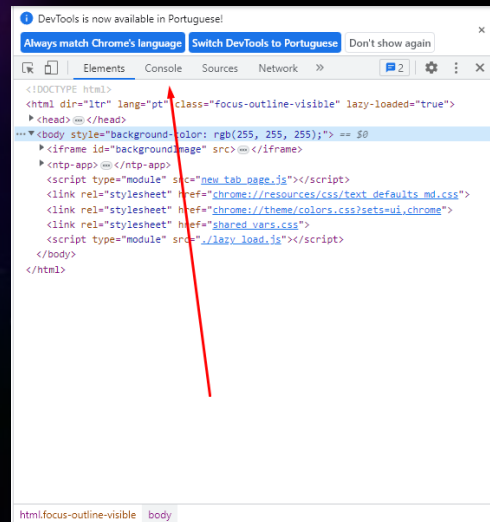 DevTools is now available in Portuguese!
Always match Chrome's language Switch DevTools to Portuguese Don't show again
Elements Console Sources Network » 2
<!DOCTYPE html>
<html dir="ltr" lang="pt" class="focus-outline-visible" lazy-loaded="true">
<head> … </head>
<body style="background-color: rgb(255, 255, 255);"> == $0
<iframe id="backgroundImage" src> … </iframe>
<ntp-app> … </ntp-app>
<script type="module" src="new_tab_page.js"></script>
<link rel="stylesheet" href="chrome://resources/css/text_defaults_md.css">
<link rel="stylesheet" href="chrome://theme/colors.css?sets=ui,chrome">
<link rel="stylesheet" href="shared_vars.css">
<script type="module" src="./lazy_load.js"></script>
</body>
</html>
html.focus-outline-visible body